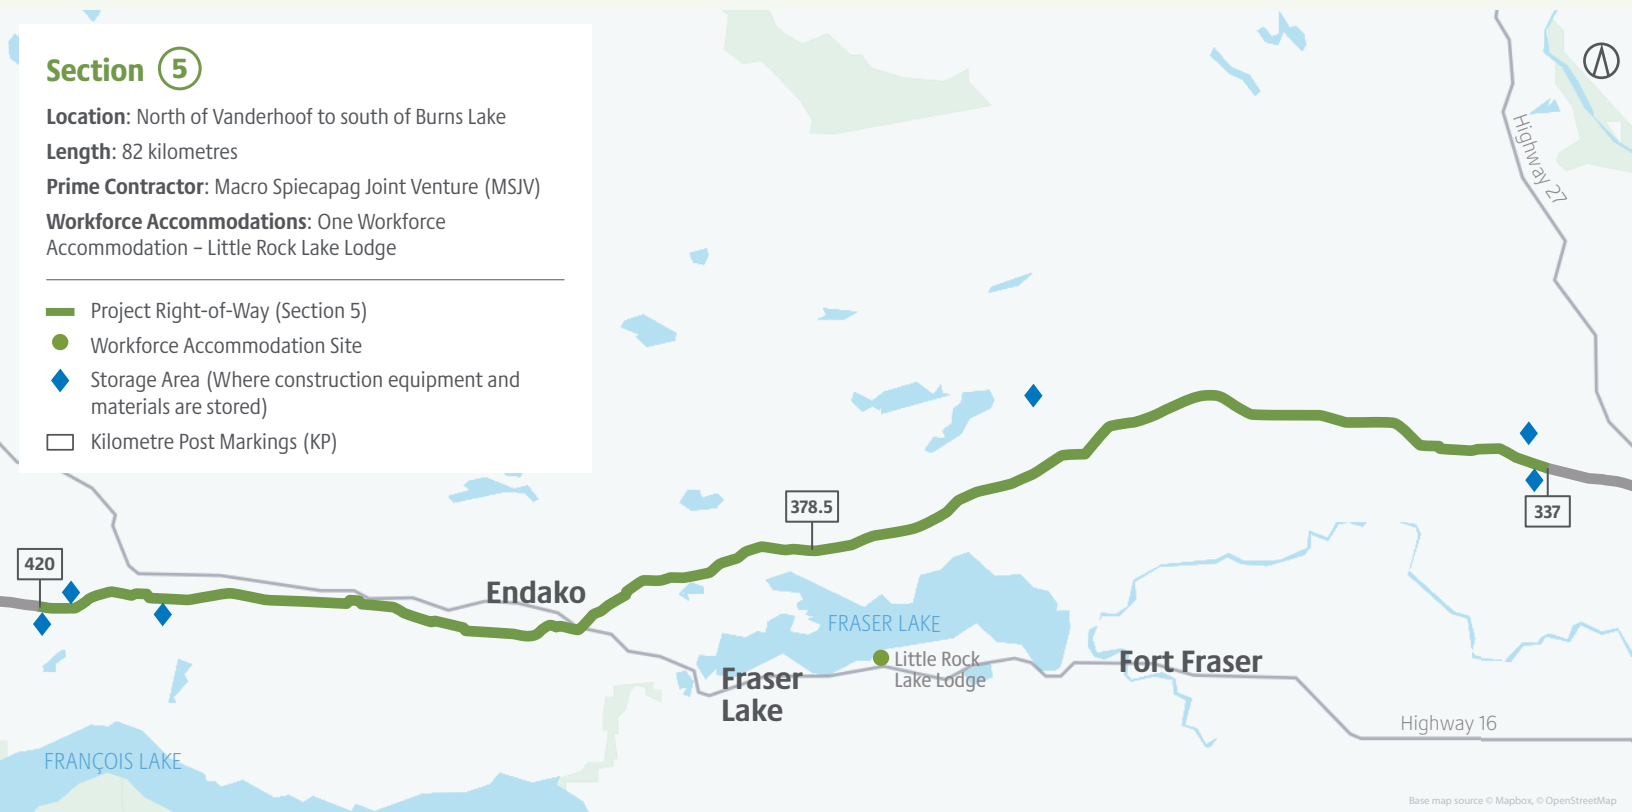 Section 5
Location: North of Vanderhoof to south of Burns Lake
Length: 82 kilometres
Prime Contractor: Macro Spiecapag Joint Venture (MSJV)
Workforce Accommodations: One Workforce
Accommodation – Little Rock Lake Lodge
Project Right-of-Way (Section 5)
Workforce Accommodation Site
Storage Area (Where construction equipment and
materials are stored)
Kilometre Post Markings (KP)
Highway 27
378.5
337
420
Endako
FRASER LAKE
Little Rock
Lake Lodge
Fort Fraser
Fraser
Lake
Highway 16
FRANÇOIS LAKE
Base map source © Mapbox, © OpenStreetMap